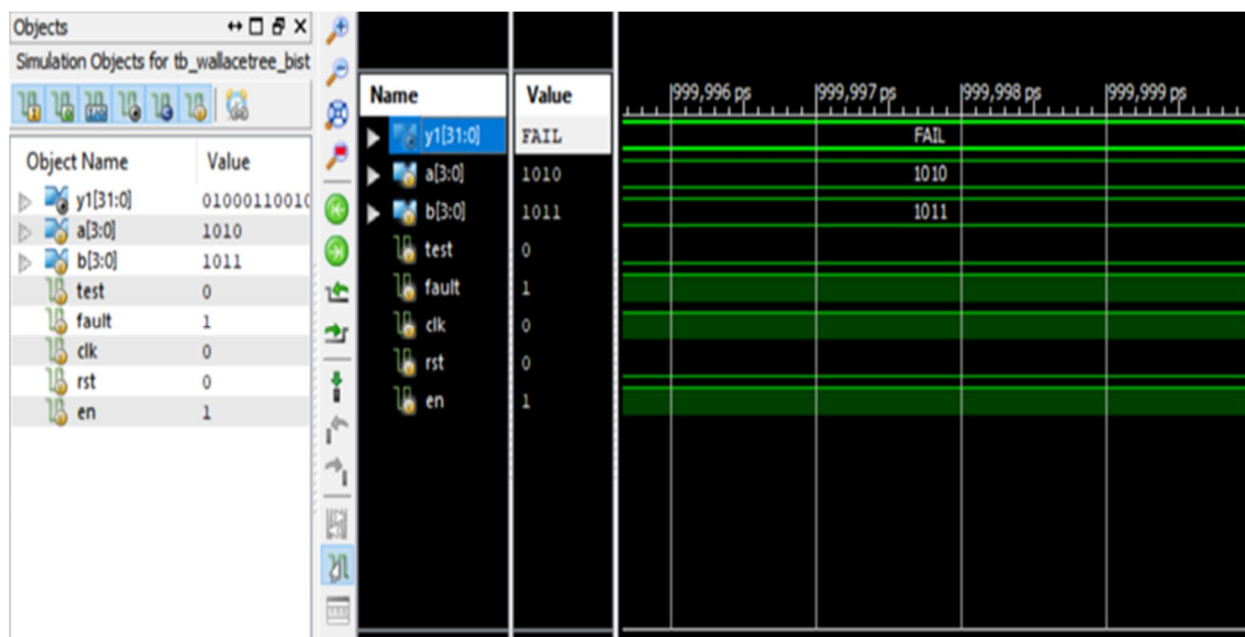 Objects
Simulation Objects for tb_wallacetree_bist
Object Name Value
y1[31:0] 01000110010
a[3:0] 1010
b[3:0] 1011
test 0
fault 1
clk 0
rst 0
en 1
Name Value
y1[31:0] FAIL
a[3:0] 1010
b[3:0] 1011
test 0
fault 1
clk 0
rst 0
en 1
999,996 ps 999,997 ps 999,998 ps 999,999 ps
FAIL
1010
1011